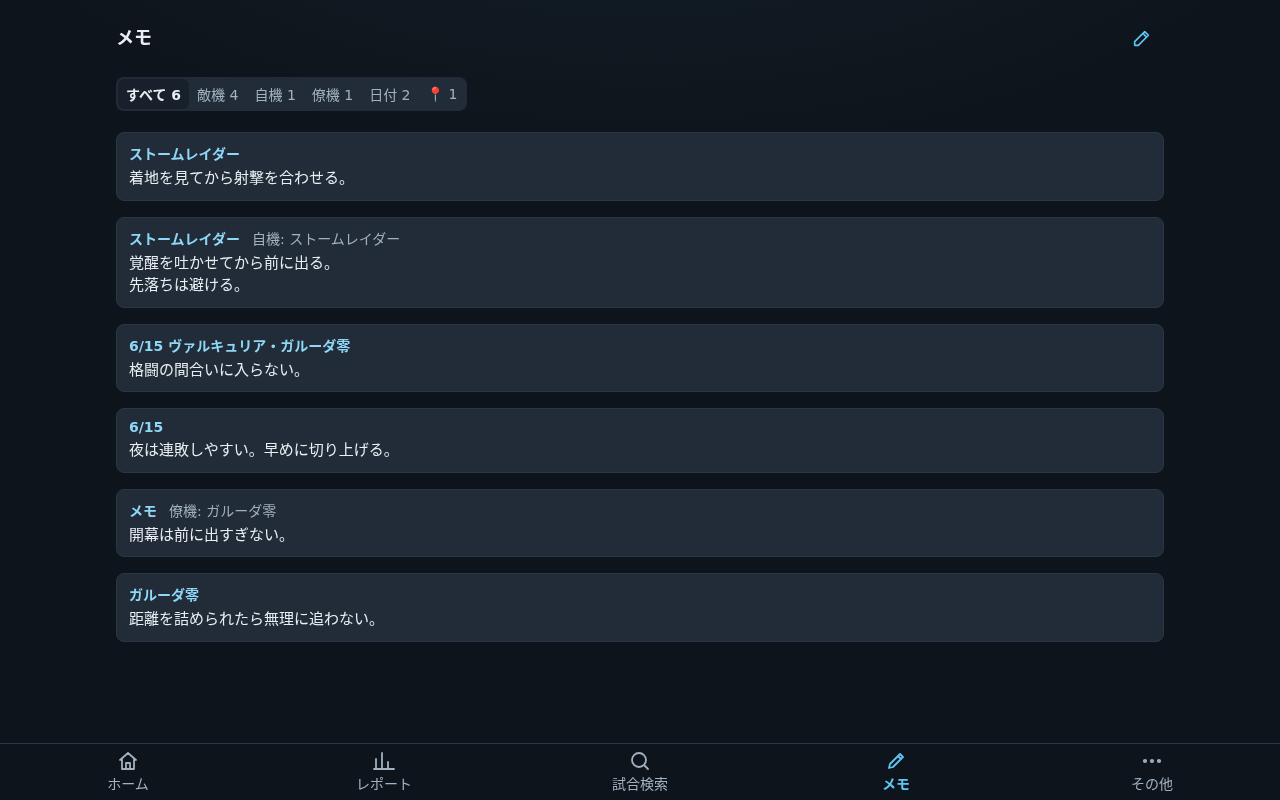 メモ
すべて 6 敵機 4 自機 1 僚機 1 日付 2 📍 1
ストームレイダー
着地を見てから射撃を合わせる。
ストームレイダー 自機: ストームレイダー
覚醒を吐かせてから前に出る。
先落ちは避ける。
6/15 ヴァルキュリア・ガルーダ零
格闘の間合いに入らない。
6/15
夜は連敗しやすい。早めに切り上げる。
メモ 僚機: ガルーダ零
開幕は前に出すぎない。
ガルーダ零
距離を詰められたら無理に追わない。
ホーム レポート 試合検索 メモ その他